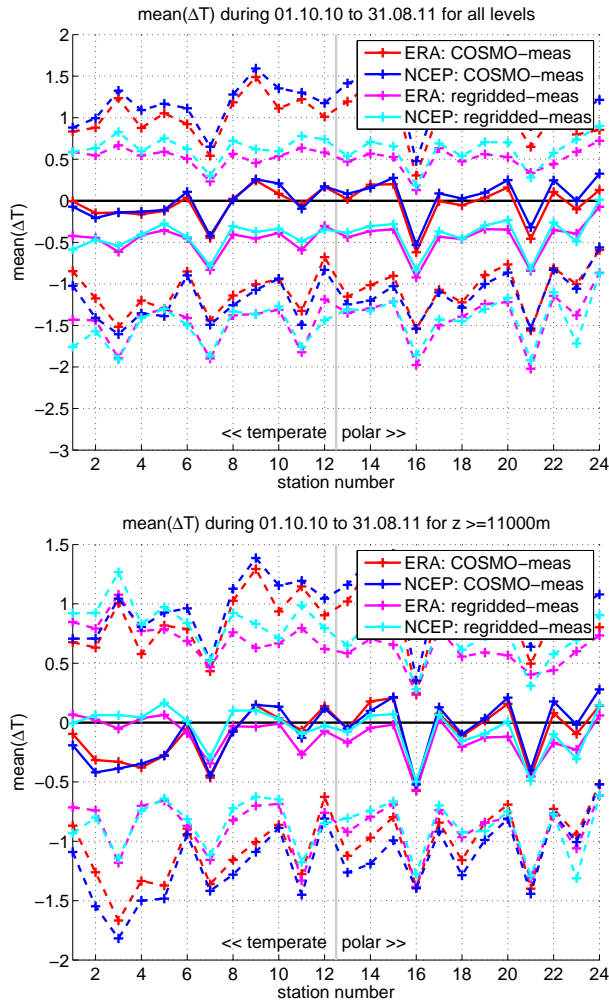 mean(ΔT) during 01.10.10 to 31.08.11 for all levels
2
1.5
1
0.5
0
−0.5
−1
−1.5
−2
−2.5
−3
mean(ΔT)
ERA: COSMO−meas
NCEP: COSMO−meas
ERA: regridded−meas
NCEP: regridded−meas
<< temperate
polar >>
2 4 6 8 10 12 14 16 18 20 22 24
station number
mean(ΔT) during 01.10.10 to 31.08.11 for z >=11000m
1.5
1
0.5
0
−0.5
−1
−1.5
−2
mean(ΔT)
ERA: COSMO−meas
NCEP: COSMO−meas
ERA: regridded−meas
NCEP: regridded−meas
<< temperate
polar >>
2 4 6 8 10 12 14 16 18 20 22 24
station number